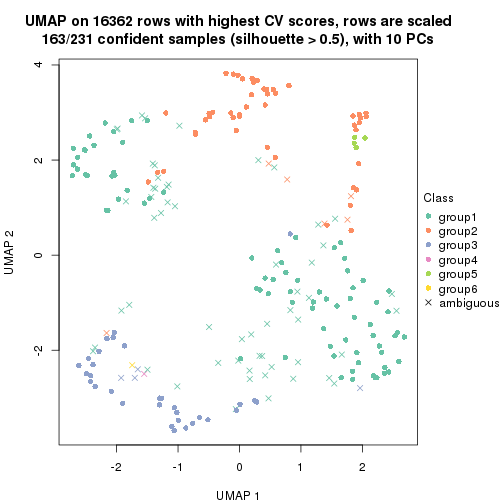 UMAP on 16362 rows with highest CV scores, rows are scaled
163/231 confident samples (silhouette > 0.5), with 10 PCs
4
2
0
-2
UMAP 2
-2
-1
0
1
2
UMAP 1
Class
group1
group2
group3
group4
group5
group6
ambiguous